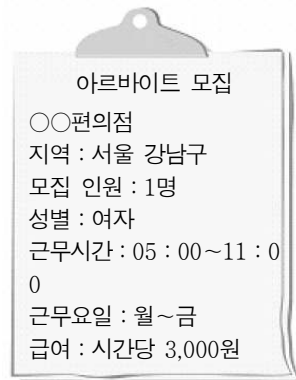 아르바이트 모집
○○편의점
지역 : 서울 강남구
모집 인원 : 1명
성별 : 여자
근무시간 : 05 : 00~11 : 0
0
근무요일 : 월~금
급여 : 시간당 3,000원